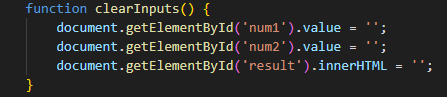 function clearInputs() {
    document.getElementById('num1').value = '';
    document.getElementById('num2').value = '';
    document.getElementById('result').innerHTML = '';
}